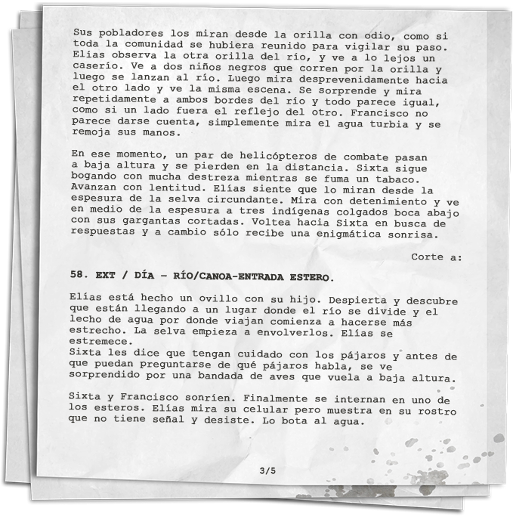 Sus pobladores los miran desde la orilla con odio, como si
toda la comunidad se hubiera reunido para vigilar su paso.
Elías observa la otra orilla del río, y ve a lo lejos un
caserío. Ve a dos niños negros que corren por la orilla y
luego se lanzan al río. Luego mira desprevenidamente hacia
el otro lado y ve la misma escena. Se sorprende y mira
repetidamente a ambos bordes del río y todo parece igual,
como si un lado fuera el reflejo del otro. Francisco no
parece darse cuenta, simplemente mira el agua turbia y se
remoja sus manos.
En ese momento, un par de helicópteros de combate pasan
a baja altura y se pierden en la distancia. Sixta sigue
bogando con mucha destreza mientras se fuma un tabaco.
Avanzan con lentitud. Elías siente que lo miran desde la
espesura de la selva circundante. Mira con detenimiento y ve
en medio de la espesura a tres indígenas colgados boca abajo
con sus gargantas cortadas. Voltea hacia Sixta en busca de
respuestas y a cambio sólo recibe una enigmática sonrisa.
Corte a:
58. EXT / DÍA – RÍO/CANOA-ENTRADA ESTERO.
Elías está hecho un ovillo con su hijo. Despierta y descubre
que están llegando a un lugar donde el río se divide y el
lecho de agua por donde viajan comienza a hacerse más
estrecho. La selva empieza a envolverlos. Elías se
estremece.
Sixta les dice que tengan cuidado con los pájaros y antes de
que puedan preguntarse de qué pájaros habla, se ve
sorprendido por una bandada de aves que vuela a baja altura.
Sixta y Francisco sonríen. Finalmente se internan en uno de
los esteros. Elías mira su celular pero muestra en su rostro
que no tiene señal y desiste. Lo bota al agua.
3/5